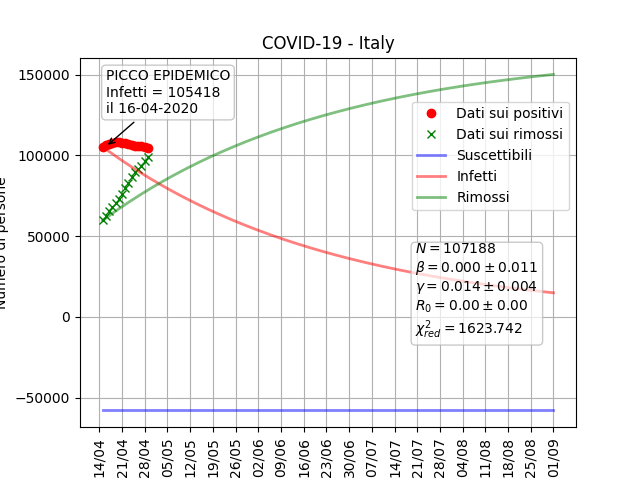 COVID-19 - Italy
PICCO EPIDEMICO
Infetti = 105418
il 16-04-2020
Dati sui positivi
Dati sui rimossi
Suscettibili
Infetti
Rimossi
N = 107188
β = 0.000 ± 0.011
γ = 0.014 ± 0.004
R₀ = 0.00 ± 0.00
χ²red = 1623.742
150000
100000
50000
0
−50000
Numero di persone
14/04
21/04
28/04
05/05
12/05
19/05
26/05
02/06
09/06
16/06
23/06
30/06
07/07
14/07
21/07
28/07
04/08
11/08
18/08
25/08
01/09